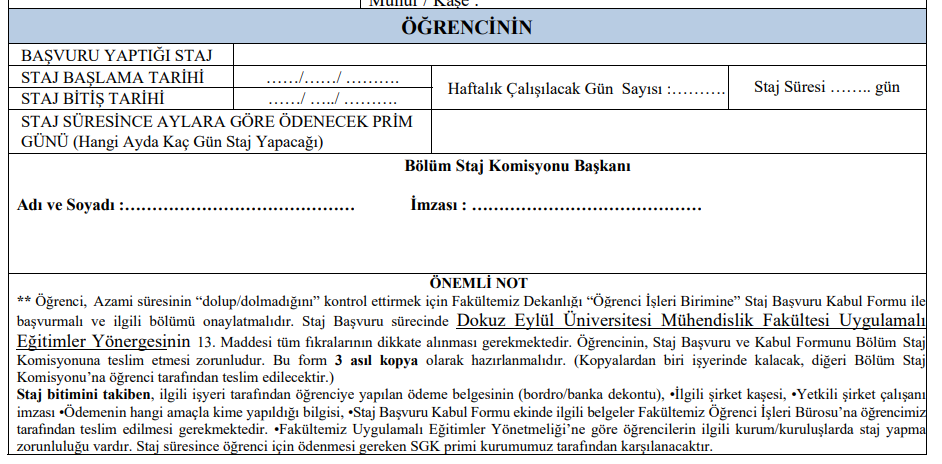 Mühür / Kaşe :
ÖĞRENCİNİN
BAŞVURU YAPTIĞI STAJ
STAJ BAŞLAMA TARİHİ ……/……/ ……….
STAJ BİTİŞ TARİHİ ……/ …../ ……….
Haftalık Çalışılacak Gün Sayısı :……….
Staj Süresi …….. gün
STAJ SÜRESİNCE AYLARA GÖRE ÖDENECEK PRİM
GÜNÜ (Hangi Ayda Kaç Gün Staj Yapacağı)
Bölüm Staj Komisyonu Başkanı
Adı ve Soyadı :…………………………………… İmzası : ……………………………………
ÖNEMLİ NOT
** Öğrenci, Azami süresinin “dolup/dolmadığını” kontrol ettirmek için Fakültemiz Dekanlığı “Öğrenci İşleri Birimine” Staj Başvuru Kabul Formu ile
başvurmalı ve ilgili bölümü onaylatmalıdır. Staj Başvuru sürecinde Dokuz Eylül Üniversitesi Mühendislik Fakültesi Uygulamalı
Eğitimler Yönergesinin 13. Maddesi tüm fıkralarının dikkate alınması gerekmektedir. Öğrencinin, Staj Başvuru ve Kabul Formunu Bölüm Staj
Komisyonuna teslim etmesi zorunludur. Bu form 3 asıl kopya olarak hazırlanmalıdır. (Kopyalardan biri işyerinde kalacak, diğeri Bölüm Staj
Komisyonu’na öğrenci tarafından teslim edilecektir.)
Staj bitimini takiben, ilgili işyeri tarafından öğrenciye yapılan ödeme belgesinin (bordro/banka dekontu), •İlgili şirket kaşesi, •Yetkili şirket çalışanı
imzası •Ödemenin hangi amaçla kime yapıldığı bilgisi, •Staj Başvuru Kabul Formu ekinde ilgili belgeler Fakültemiz Öğrenci İşleri Bürosu’na öğrencimiz
tarafından teslim edilmesi gerekmektedir. •Fakültemiz Uygulamalı Eğitimler Yönetmeliği’ne göre öğrencilerin ilgili kurum/kuruluşlarda staj yapma
zorunluluğu vardır. Staj süresince öğrenci için ödenmesi gereken SGK primi kurumumuz tarafından karşılanacaktır.